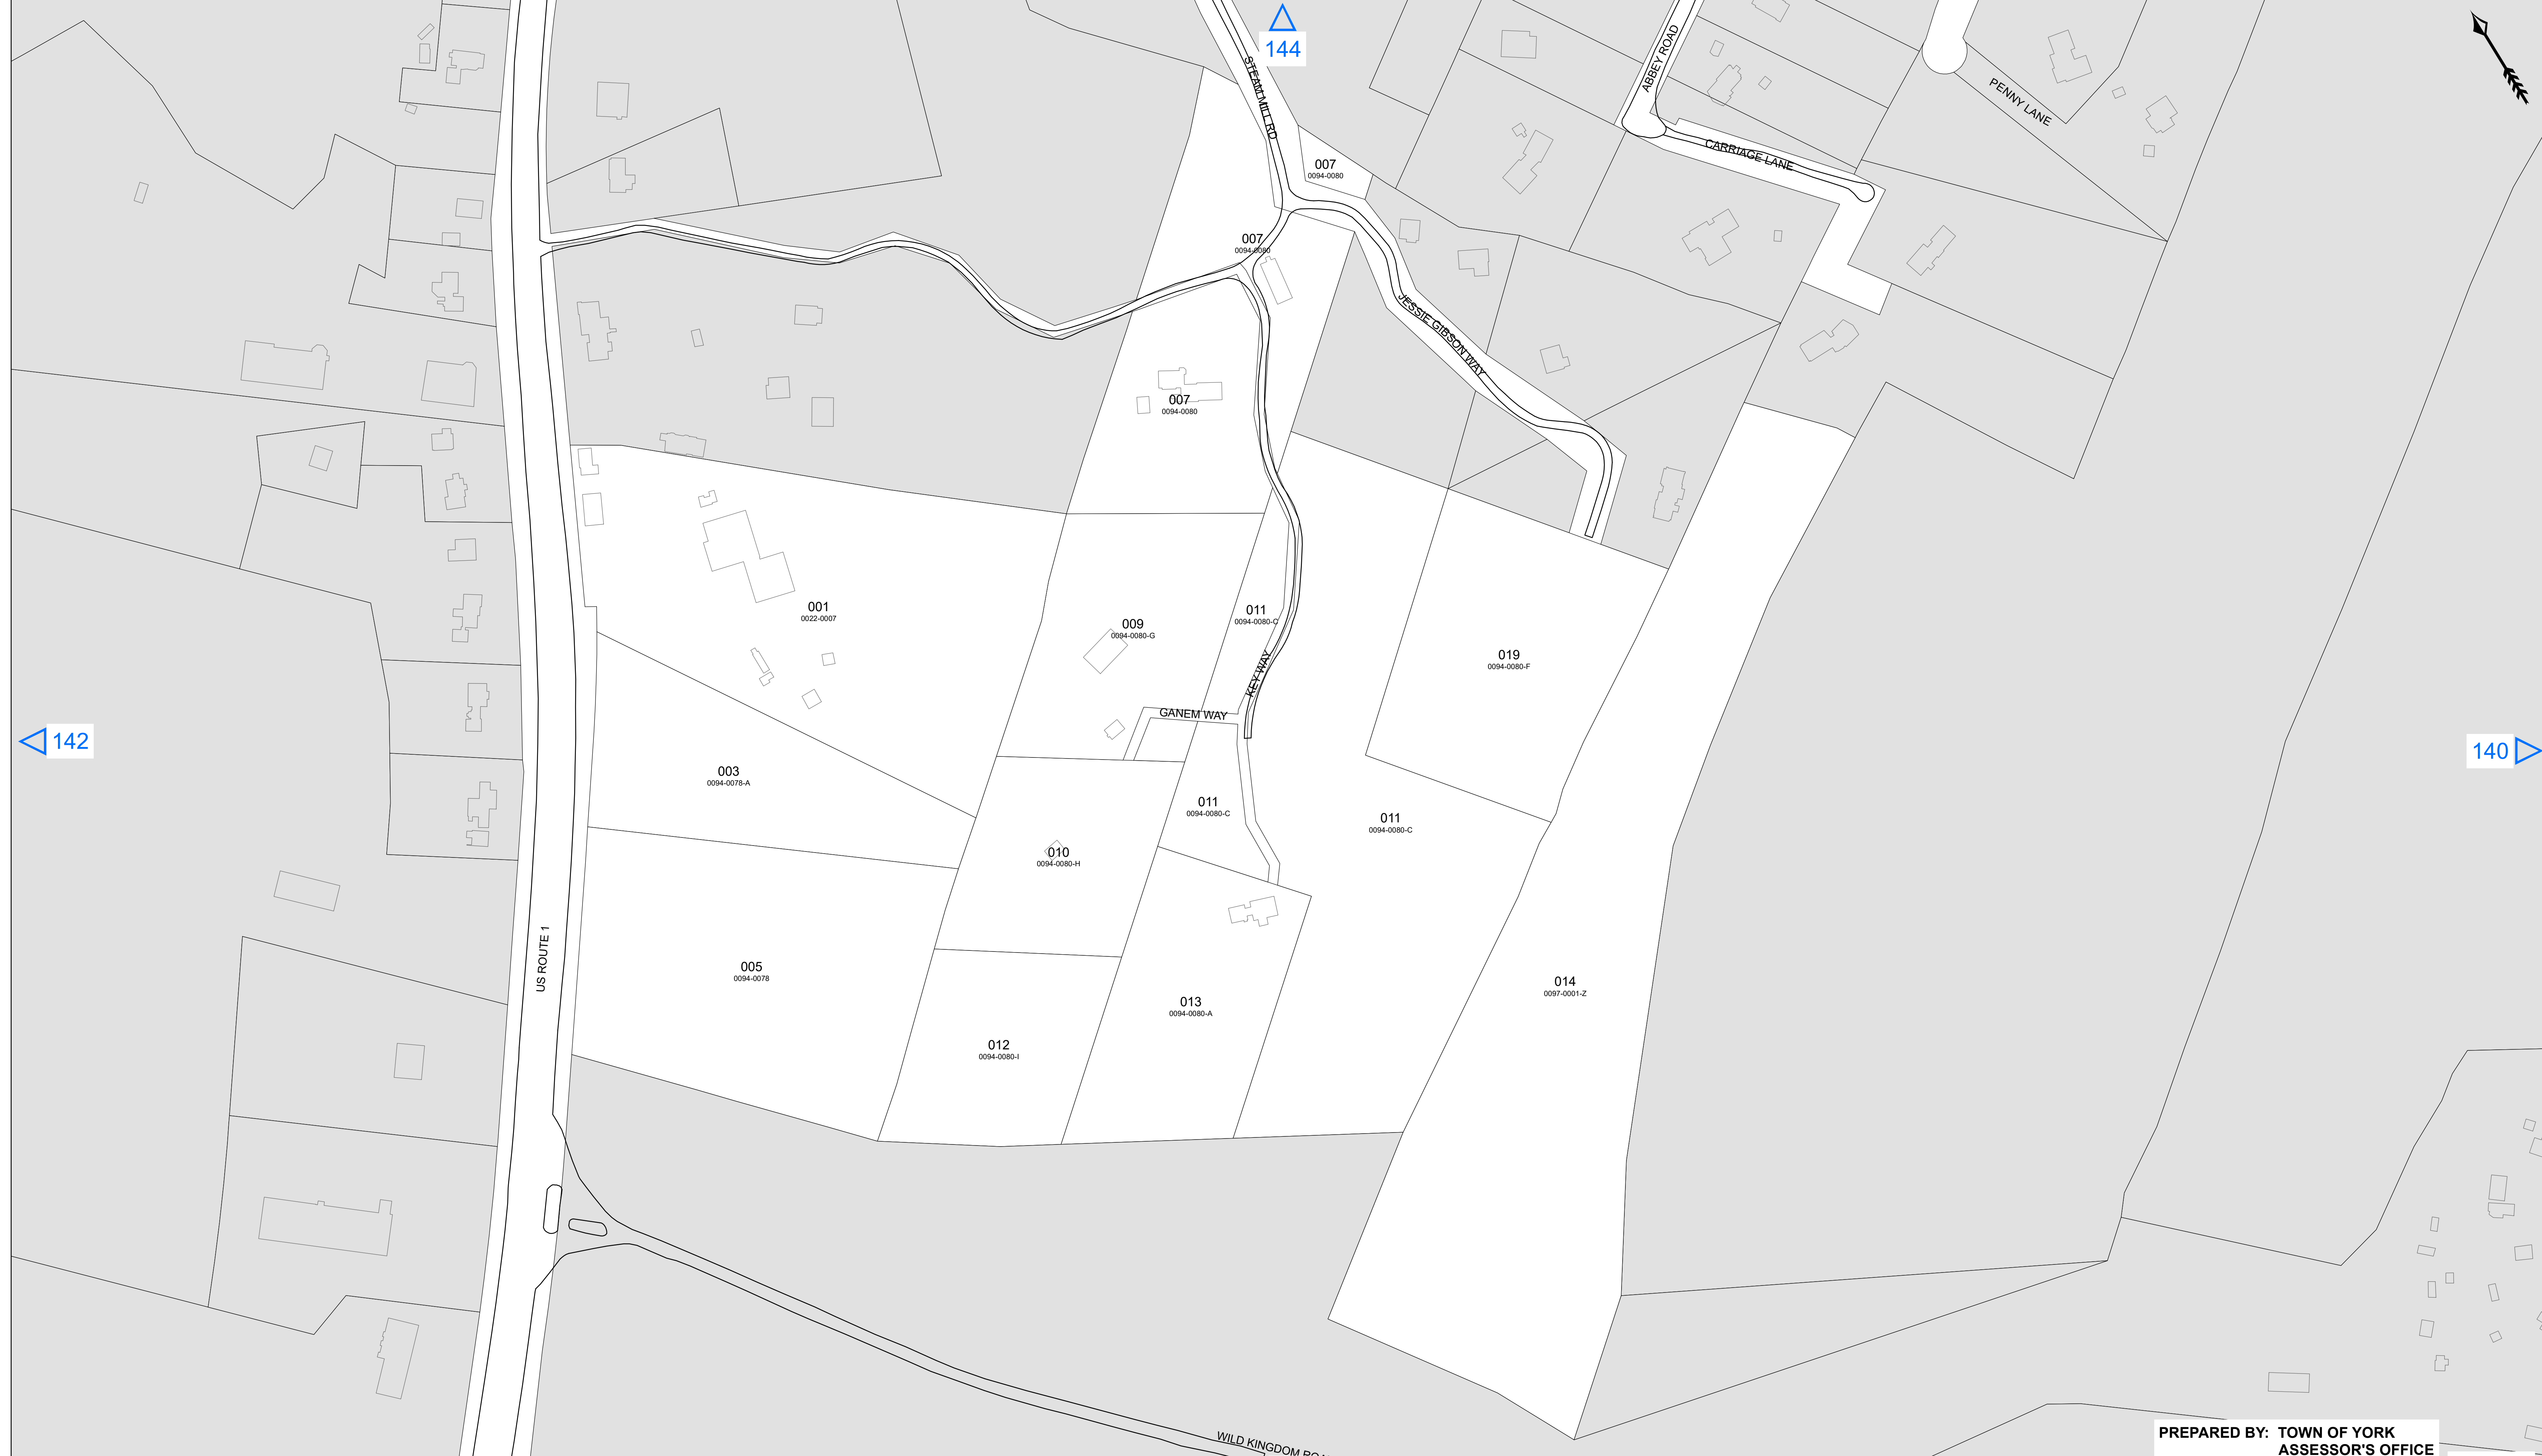 144
STEAM MILL RD
ABBEY ROAD
PENNY LANE
CARRIAGE LANE
007
0094-0080
007
0094-0080
JESSIE GIBSON WAY
007
0094-0080
001
0022-0007
009
0094-0080-G
011
0094-0080-C
019
0094-0080-F
KEY WAY
GANEM WAY
142
140
003
0094-0078-A
011
0094-0080-C
011
0094-0080-C
010
0094-0080-H
US ROUTE 1
005
0094-0078
014
0097-0001-Z
013
0094-0080-A
012
0094-0080-I
WILD KINGDOM
PREPARED BY: TOWN OF YORK
ASSESSOR'S OFFICE